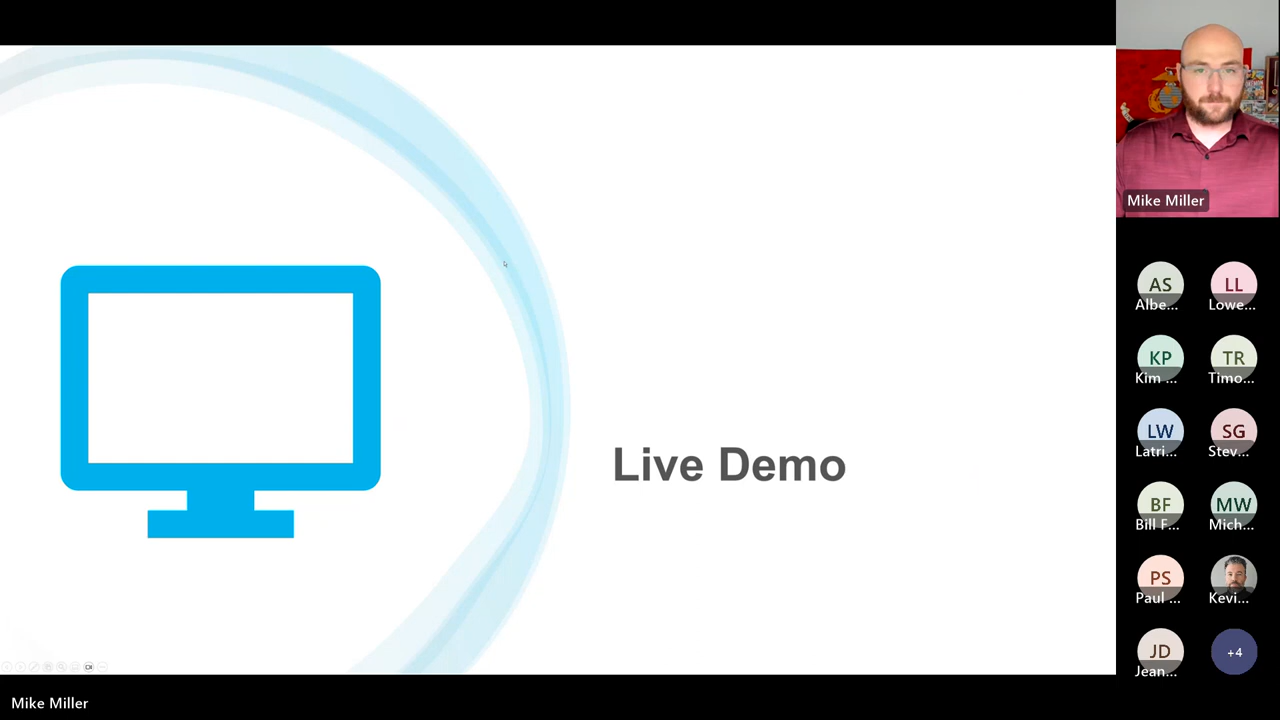 Live Demo
Mike Miller
AS
Albe...
LL
Lowe...
KP
Kim ...
TR
Timo...
LW
Latri...
SG
Stev...
BF
Bill F...
MW
Mich...
PS
Paul ...
Kevi...
JD
Jean...
+4
Mike Miller